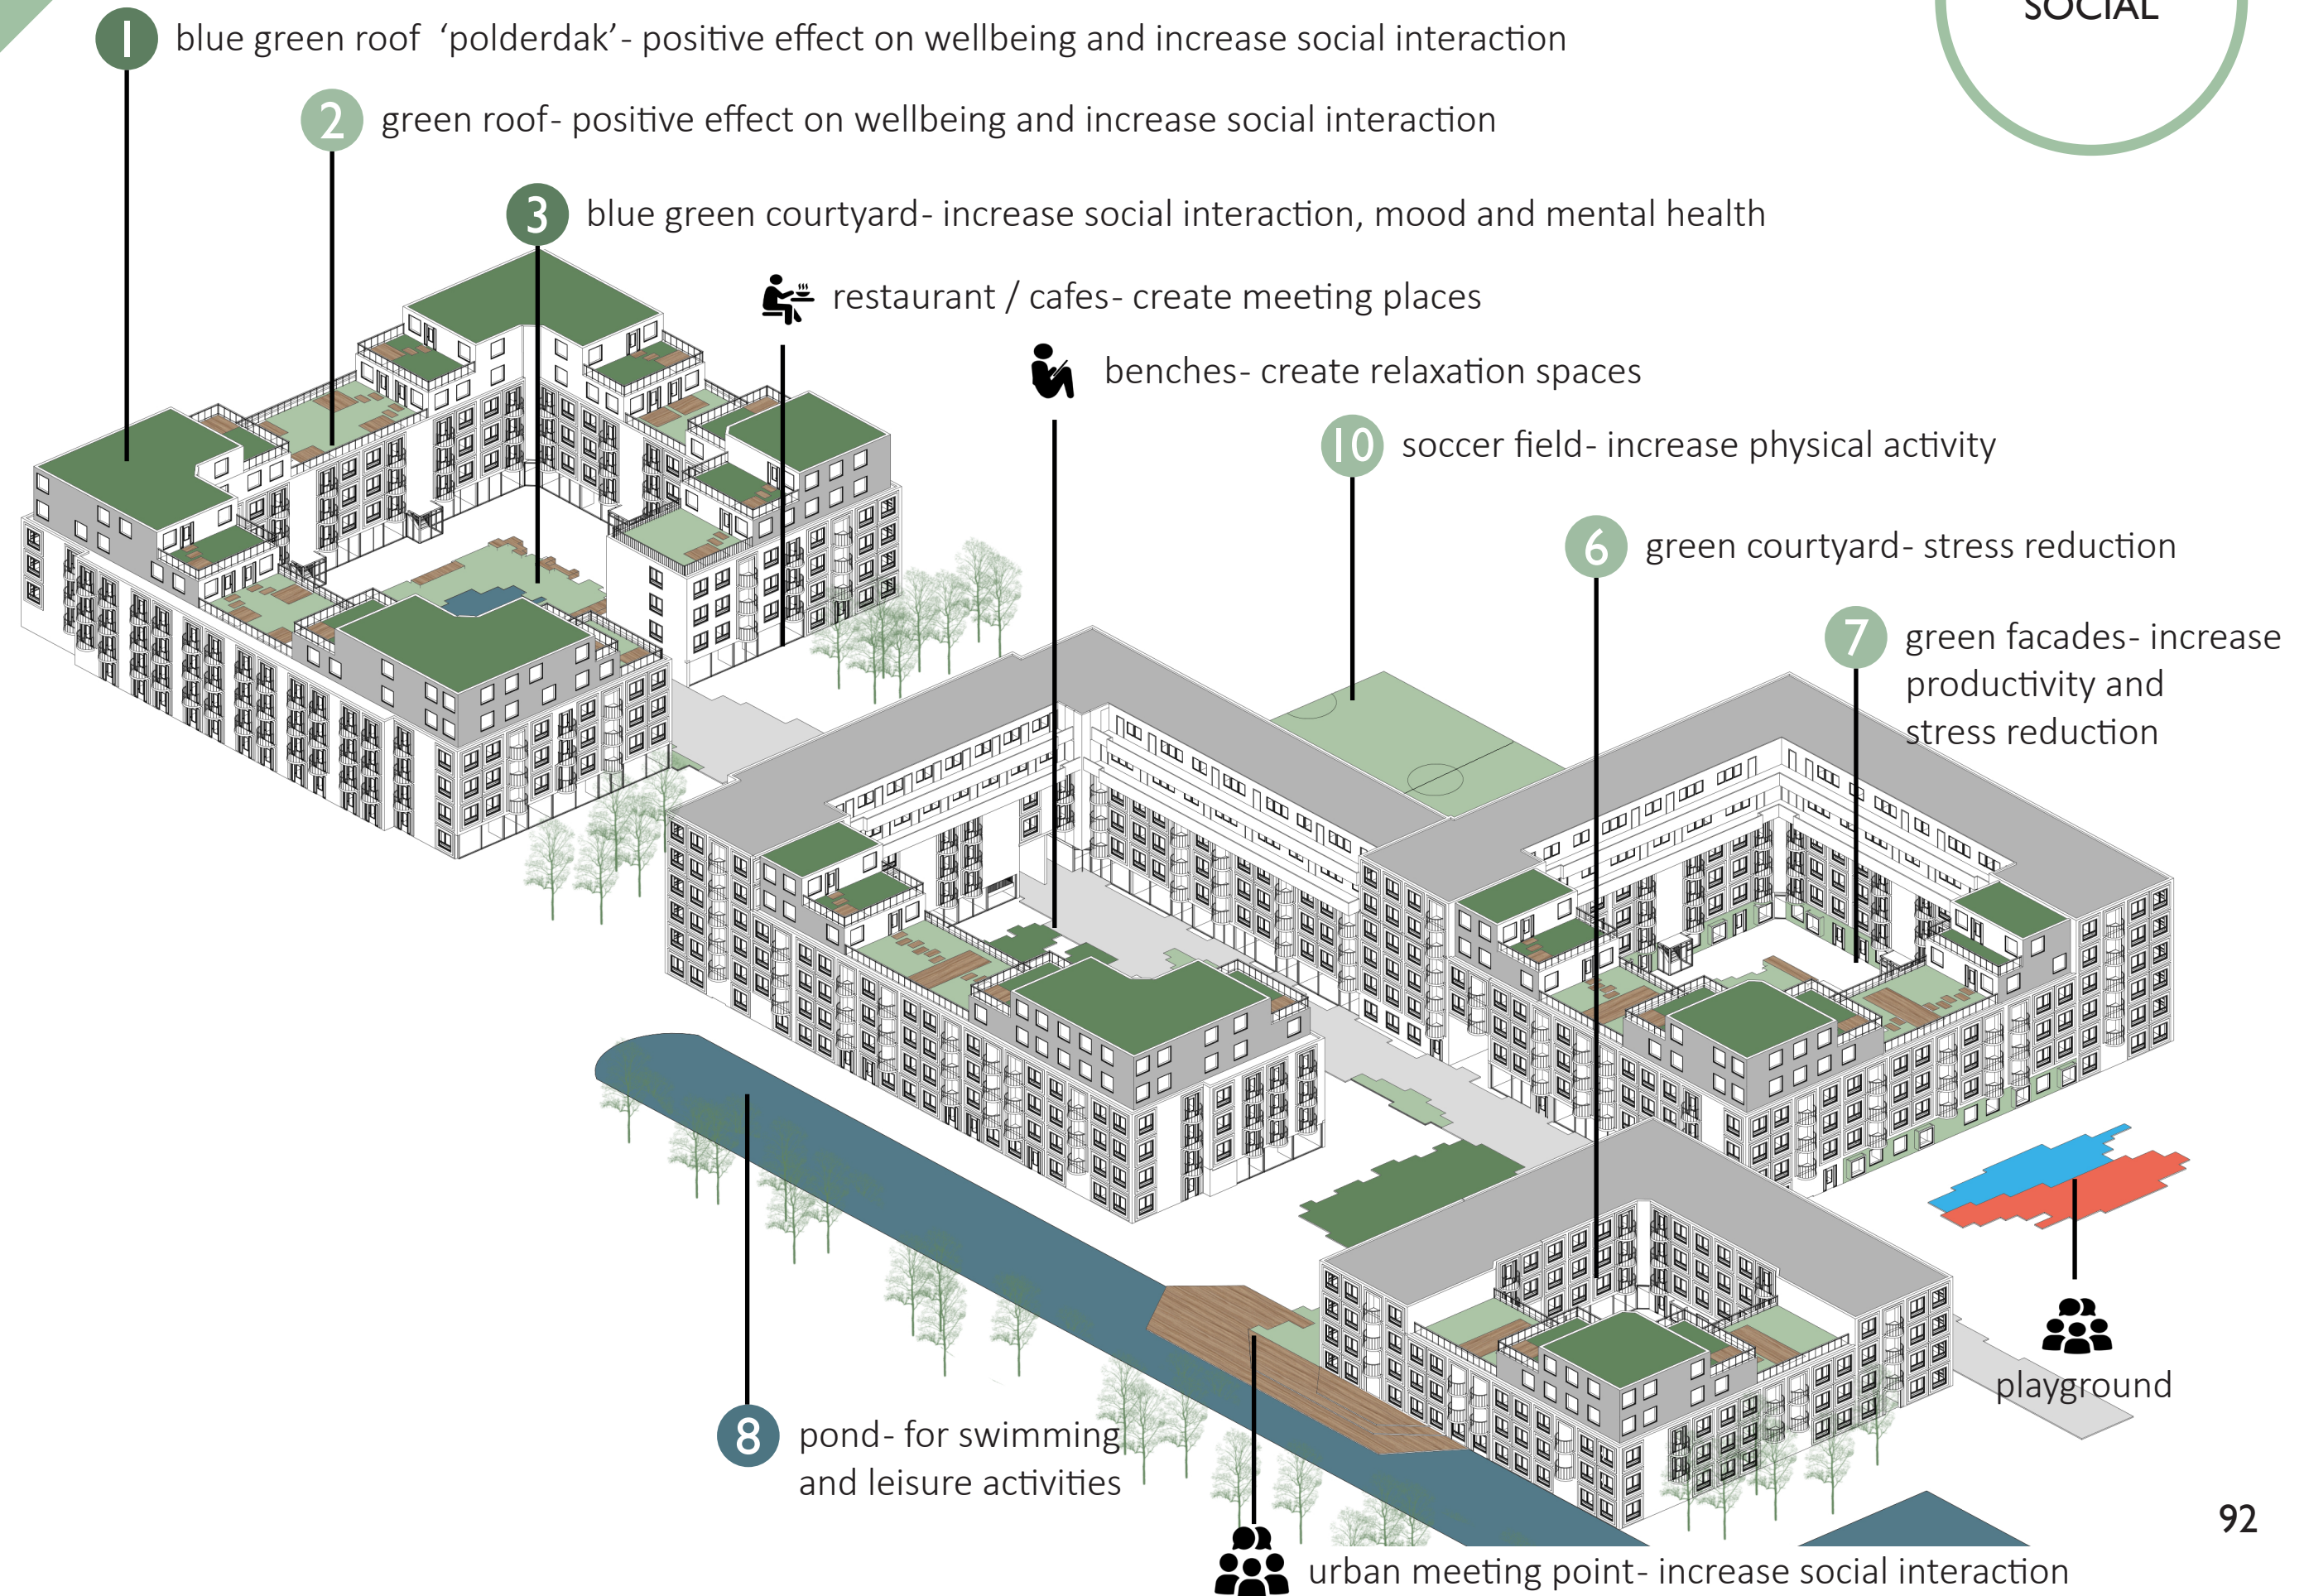 SOCIAL
1 blue green roof ‘polderdak’- positive effect on wellbeing and increase social interaction
2 green roof- positive effect on wellbeing and increase social interaction
3 blue green courtyard- increase social interaction, mood and mental health
restaurant / cafes- create meeting places
benches- create relaxation spaces
10 soccer field- increase physical activity
6 green courtyard- stress reduction
7 green facades- increase
productivity and
stress reduction
playground
8 pond- for swimming
and leisure activities
92
urban meeting point- increase social interaction